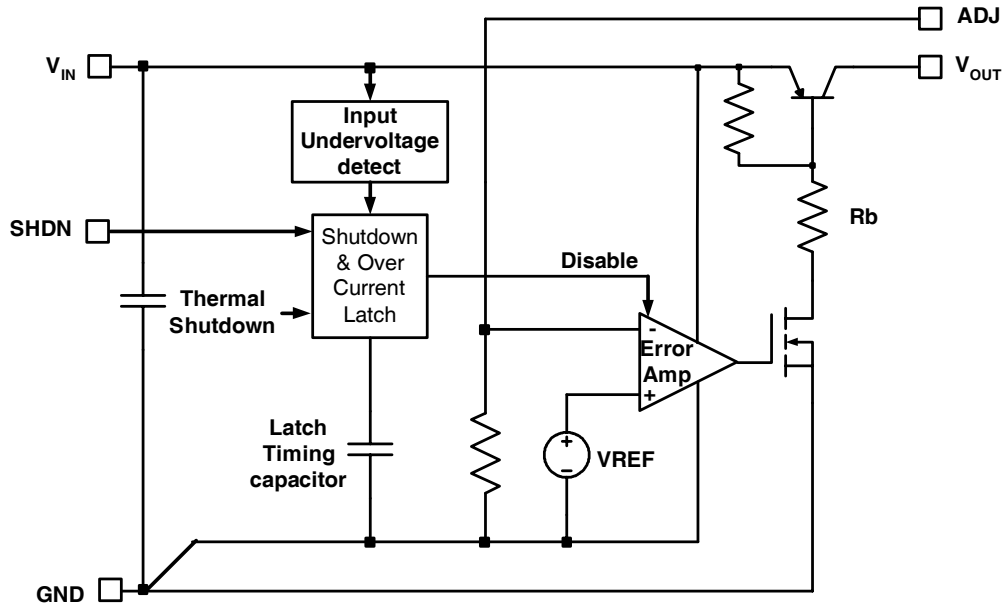 ADJ
V_IN
V_OUT
Input
Undervoltage
detect
SHDN
Shutdown
& Over
Current
Latch
Rb
Disable
Thermal
Shutdown
-
Error
Amp
+
Latch
Timing
capacitor
+
VREF
–
GND